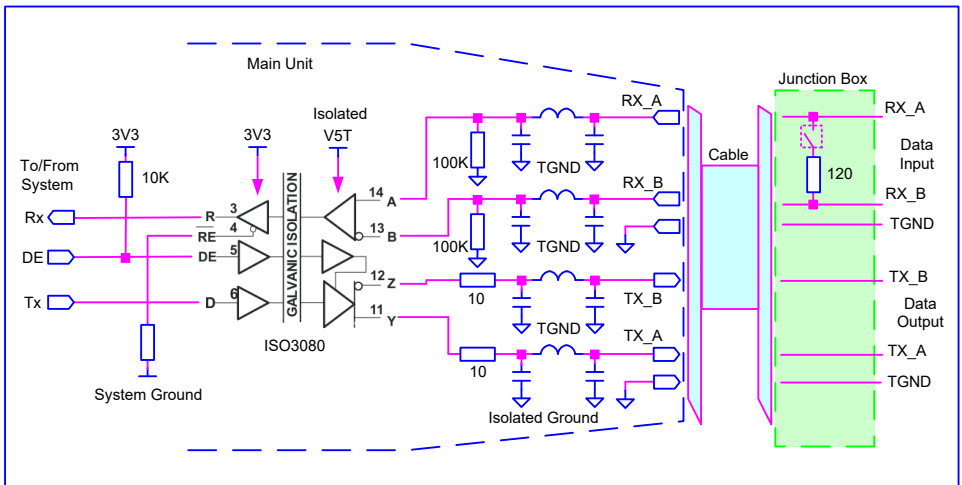 Main Unit
Junction Box
3V3
3V3
Isolated
V5T
RX_A
RX_A
To/From
System
10K
100K
TGND
Cable
Data
Input
120
14
A
GALVANIC ISOLATION
Rx
R
3
RX_B
RX_B
4
RE
13
B
100K
TGND
TGND
DE
DE
5
12
Z
10
TX_B
TX_B
Tx
D
6
11
Y
TGND
TX_A
Data
Output
ISO3080
10
TX_A
TGND
System Ground
Isolated Ground